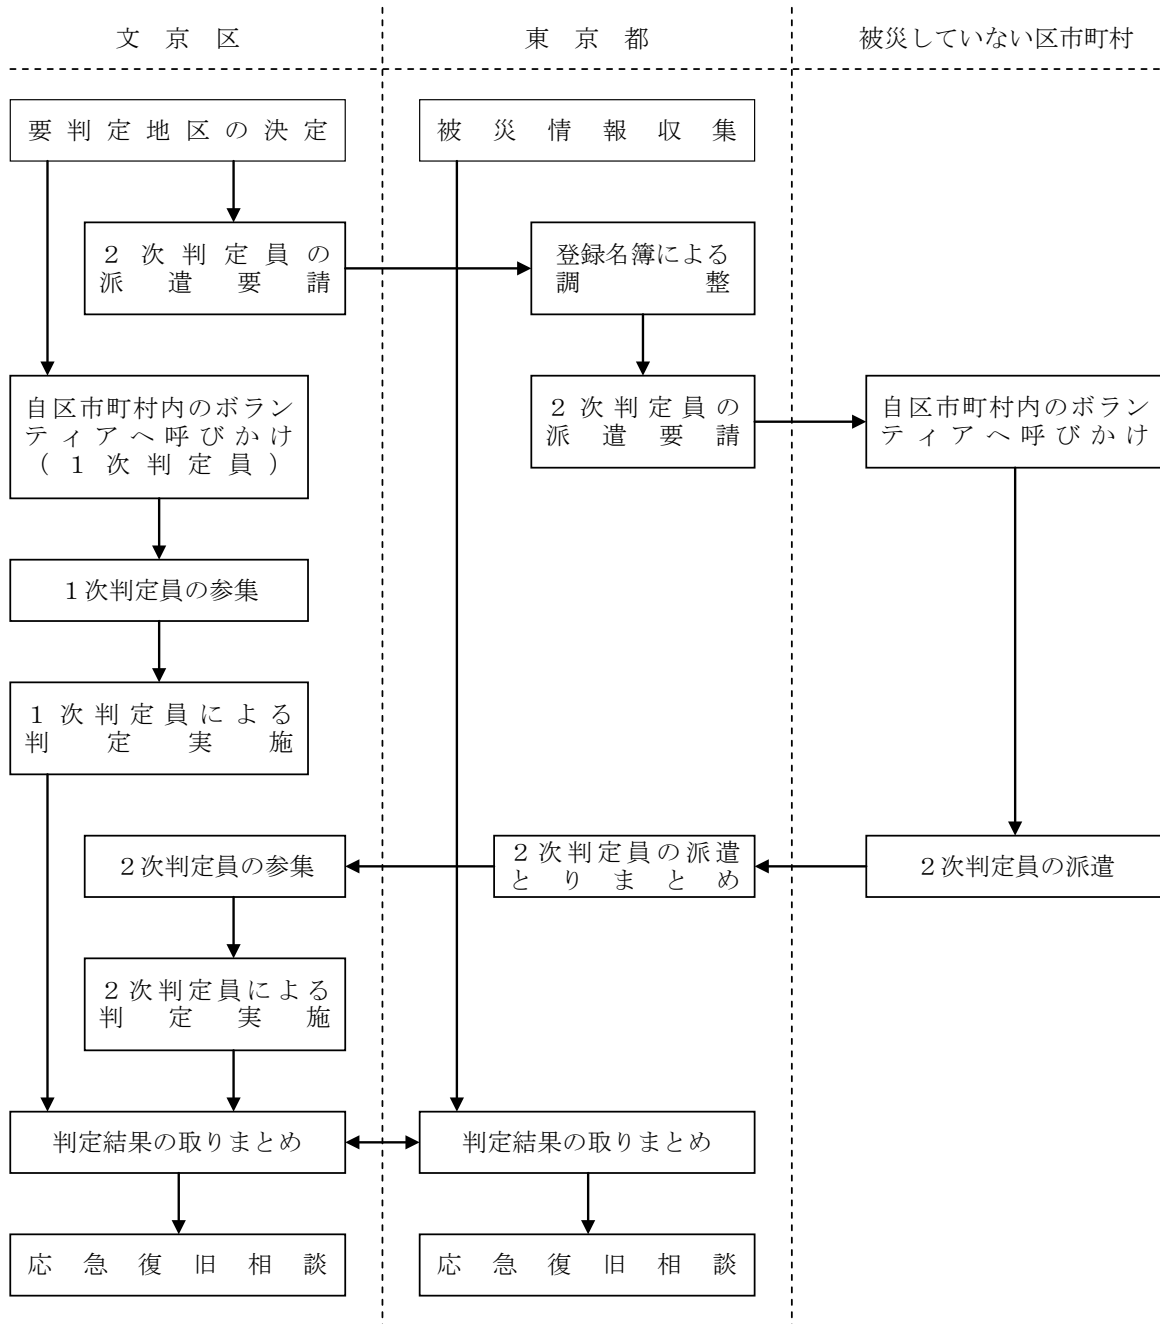 文京区
東京都
被災していない区市町村
要判定地区の決定
被災情報収集
２次判定員の
派遣要請
登録名簿による
調整
自区市町村内のボラン
ティアへ呼びかけ
（１次判定員）
２次判定員の
派遣要請
自区市町村内のボラン
ティアへ呼びかけ
１次判定員の参集
１次判定員による
判定実施
２次判定員の参集
２次判定員の派遣
とりまとめ
２次判定員の派遣
２次判定員による
判定実施
判定結果の取りまとめ
判定結果の取りまとめ
応急復旧相談
応急復旧相談